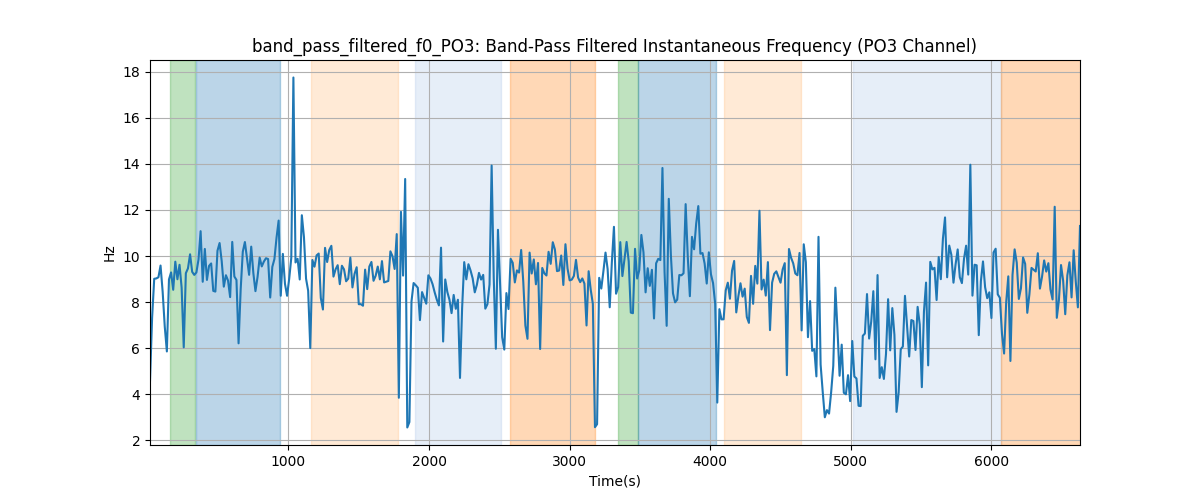 band_pass_filtered_f0_PO3: Band-Pass Filtered Instantaneous Frequency (PO3 Channel)
18
16
14
12
10
8
6
4
2
Hz
1000 2000 3000 4000 5000 6000
Time(s)